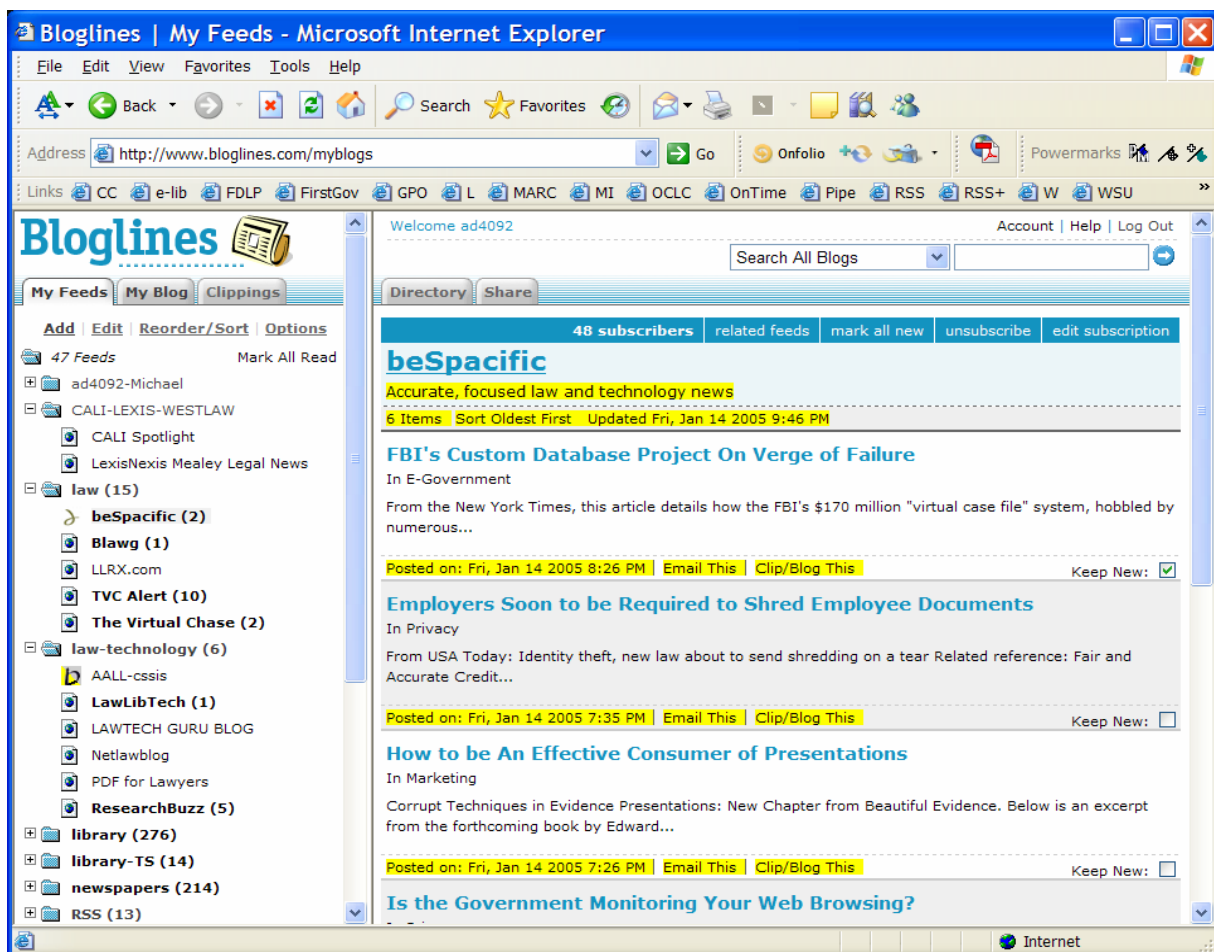 Bloglines | My Feeds - Microsoft Internet Explorer
File Edit View Favorites Tools Help
Back Search Favorites
Address http://www.bloglines.com/myblogs Go Onfolio Powermarks
Links CC e-lib FDLP FirstGov GPO L MARC MI OCLC OnTime Pipe RSS RSS+ W WSU »
Bloglines
My Feeds My Blog Clippings
Add | Edit | Reorder/Sort | Options
47 Feeds Mark All Read
ad4092-Michael
CALI-LEXIS-WESTLAW
CALI Spotlight
LexisNexis Mealey Legal News
law (15)
beSpacific (2)
Blawg (1)
LLRX.com
TVC Alert (10)
The Virtual Chase (2)
law-technology (6)
AALL-cssis
LawLibTech (1)
LAWTECH GURU BLOG
Netlawblog
PDF for Lawyers
ResearchBuzz (5)
library (276)
library-TS (14)
newspapers (214)
RSS (13)
Welcome ad4092 Account | Help | Log Out
Search All Blogs
Directory Share
48 subscribers related feeds mark all new unsubscribe edit subscription
beSpacific
Accurate, focused law and technology news
6 Items Sort Oldest First Updated Fri, Jan 14 2005 9:46 PM
FBI's Custom Database Project On Verge of Failure
In E-Government
From the New York Times, this article details how the FBI's $170 million "virtual case file" system, hobbled by
numerous...
Posted on: Fri, Jan 14 2005 8:26 PM | Email This | Clip/Blog This Keep New:
Employers Soon to be Required to Shred Employee Documents
In Privacy
From USA Today: Identity theft, new law about to send shredding on a tear Related reference: Fair and
Accurate Credit...
Posted on: Fri, Jan 14 2005 7:35 PM | Email This | Clip/Blog This Keep New:
How to be An Effective Consumer of Presentations
In Marketing
Corrupt Techniques in Evidence Presentations: New Chapter from Beautiful Evidence. Below is an excerpt
from the forthcoming book by Edward...
Posted on: Fri, Jan 14 2005 7:26 PM | Email This | Clip/Blog This Keep New:
Is the Government Monitoring Your Web Browsing?
Internet